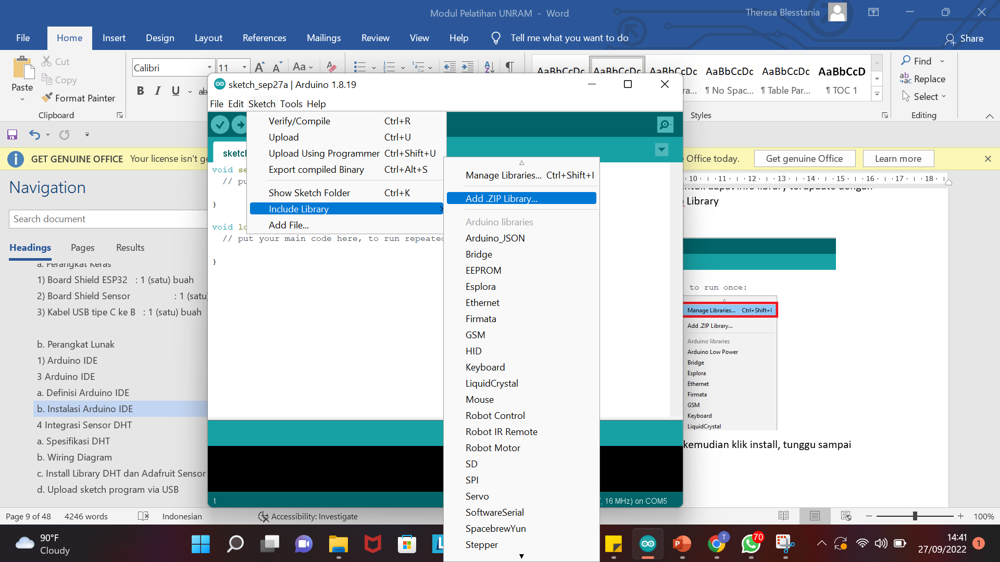 Modul Pelatihan UNRAM - Word
Theresa Blesstania
File Home Insert Design Layout References Mailings Review View Help Tell me what you want to do
Share
Paste
Cut
Copy
Format Painter
Clipboard
Calibri
11
Aa
B I U ab
AaBbCcDc AaBbCcDc AaBbCcDc AaBbCcDc AaBbCcDc AaBbCcD
ra... ¶ No Spac... ¶ Table Par... ¶ TOC 1
Styles
Find
Replace
Select
Editing
GET GENUINE OFFICE Your license isn't ge
Office today.
Get genuine Office
Learn more
Navigation
Search document
Headings Pages Results
a. Perangkat Keras
1) Board Shield ESP32 : 1 (satu) buah
2) Board Shield Sensor : 1 (satu)
3) Kabel USB tipe C ke B : 1 (satu) buah
b. Perangkat Lunak
1) Arduino IDE
3 Arduino IDE
a. Definisi Arduino IDE
b. Instalasi Arduino IDE
4 Integrasi Sensor DHT
a. Spesifikasi DHT
b. Wiring Diagram
c. Install Library DHT dan Adafruit Sensor
d. Upload sketch program via USB
sketch_sep27a | Arduino 1.8.19
File Edit Sketch Tools Help
sketc
void se
// pu
}
void lo
// put your main code here, to run repeated
}
Verify/Compile Ctrl+R
Upload Ctrl+U
Upload Using Programmer Ctrl+Shift+U
Export compiled Binary Ctrl+Alt+S
Show Sketch Folder Ctrl+K
Include Library
Add File...
Manage Libraries... Ctrl+Shift+I
Add .ZIP Library...
Arduino libraries
Arduino_JSON
Bridge
EEPROM
Esplora
Ethernet
Firmata
GSM
HID
Keyboard
LiquidCrystal
Mouse
Robot Control
Robot IR Remote
Robot Motor
SD
SPI
Servo
SoftwareSerial
SpacebrewYun
Stepper
1
, 16 MHz) on COM5
10 11 12 13 14 15 16 17 18
ntuk dapat info library terupdate dengan
Library
to run once:
Manage Libraries... Ctrl+Shift+I
Add .ZIP Library...
Arduino libraries
Arduino Low Power
Bridge
Esplora
Ethernet
Firmata
GSM
Keyboard
LiquidCrystal
kemudian klik install, tunggu sampai
Page 9 of 48 4246 words Indonesian Accessibility: Investigate
100%
90°F
Cloudy
T
70
14:41
27/09/2022
1